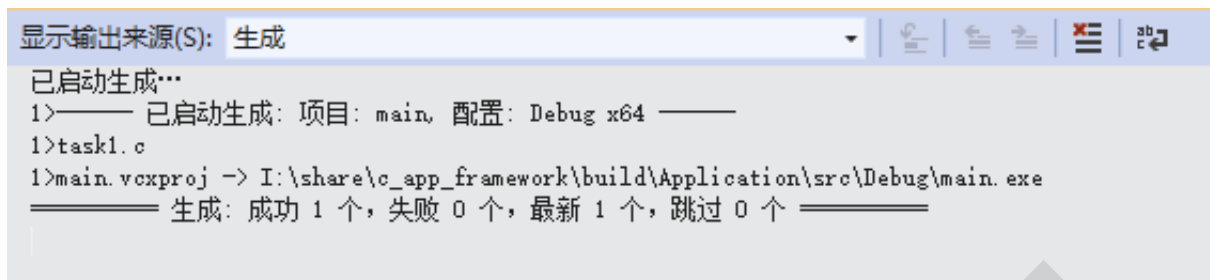 显示输出来源(S): 生成
已启动生成…
1>------ 已启动生成: 项目: main, 配置: Debug x64 ------
1>task1.c
1>main.vcxproj -> I:\share\c_app_framework\build\Application\src\Debug\main.exe
========== 生成: 成功 1 个，失败 0 个，最新 1 个，跳过 0 个 ==========